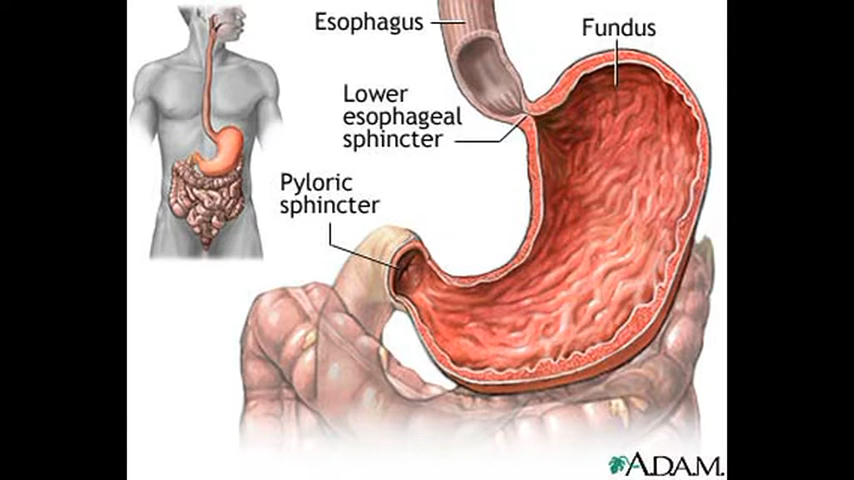 Esophagus
Fundus
Lower
esophageal
sphincter
Pyloric
sphincter
A.D.A.M.